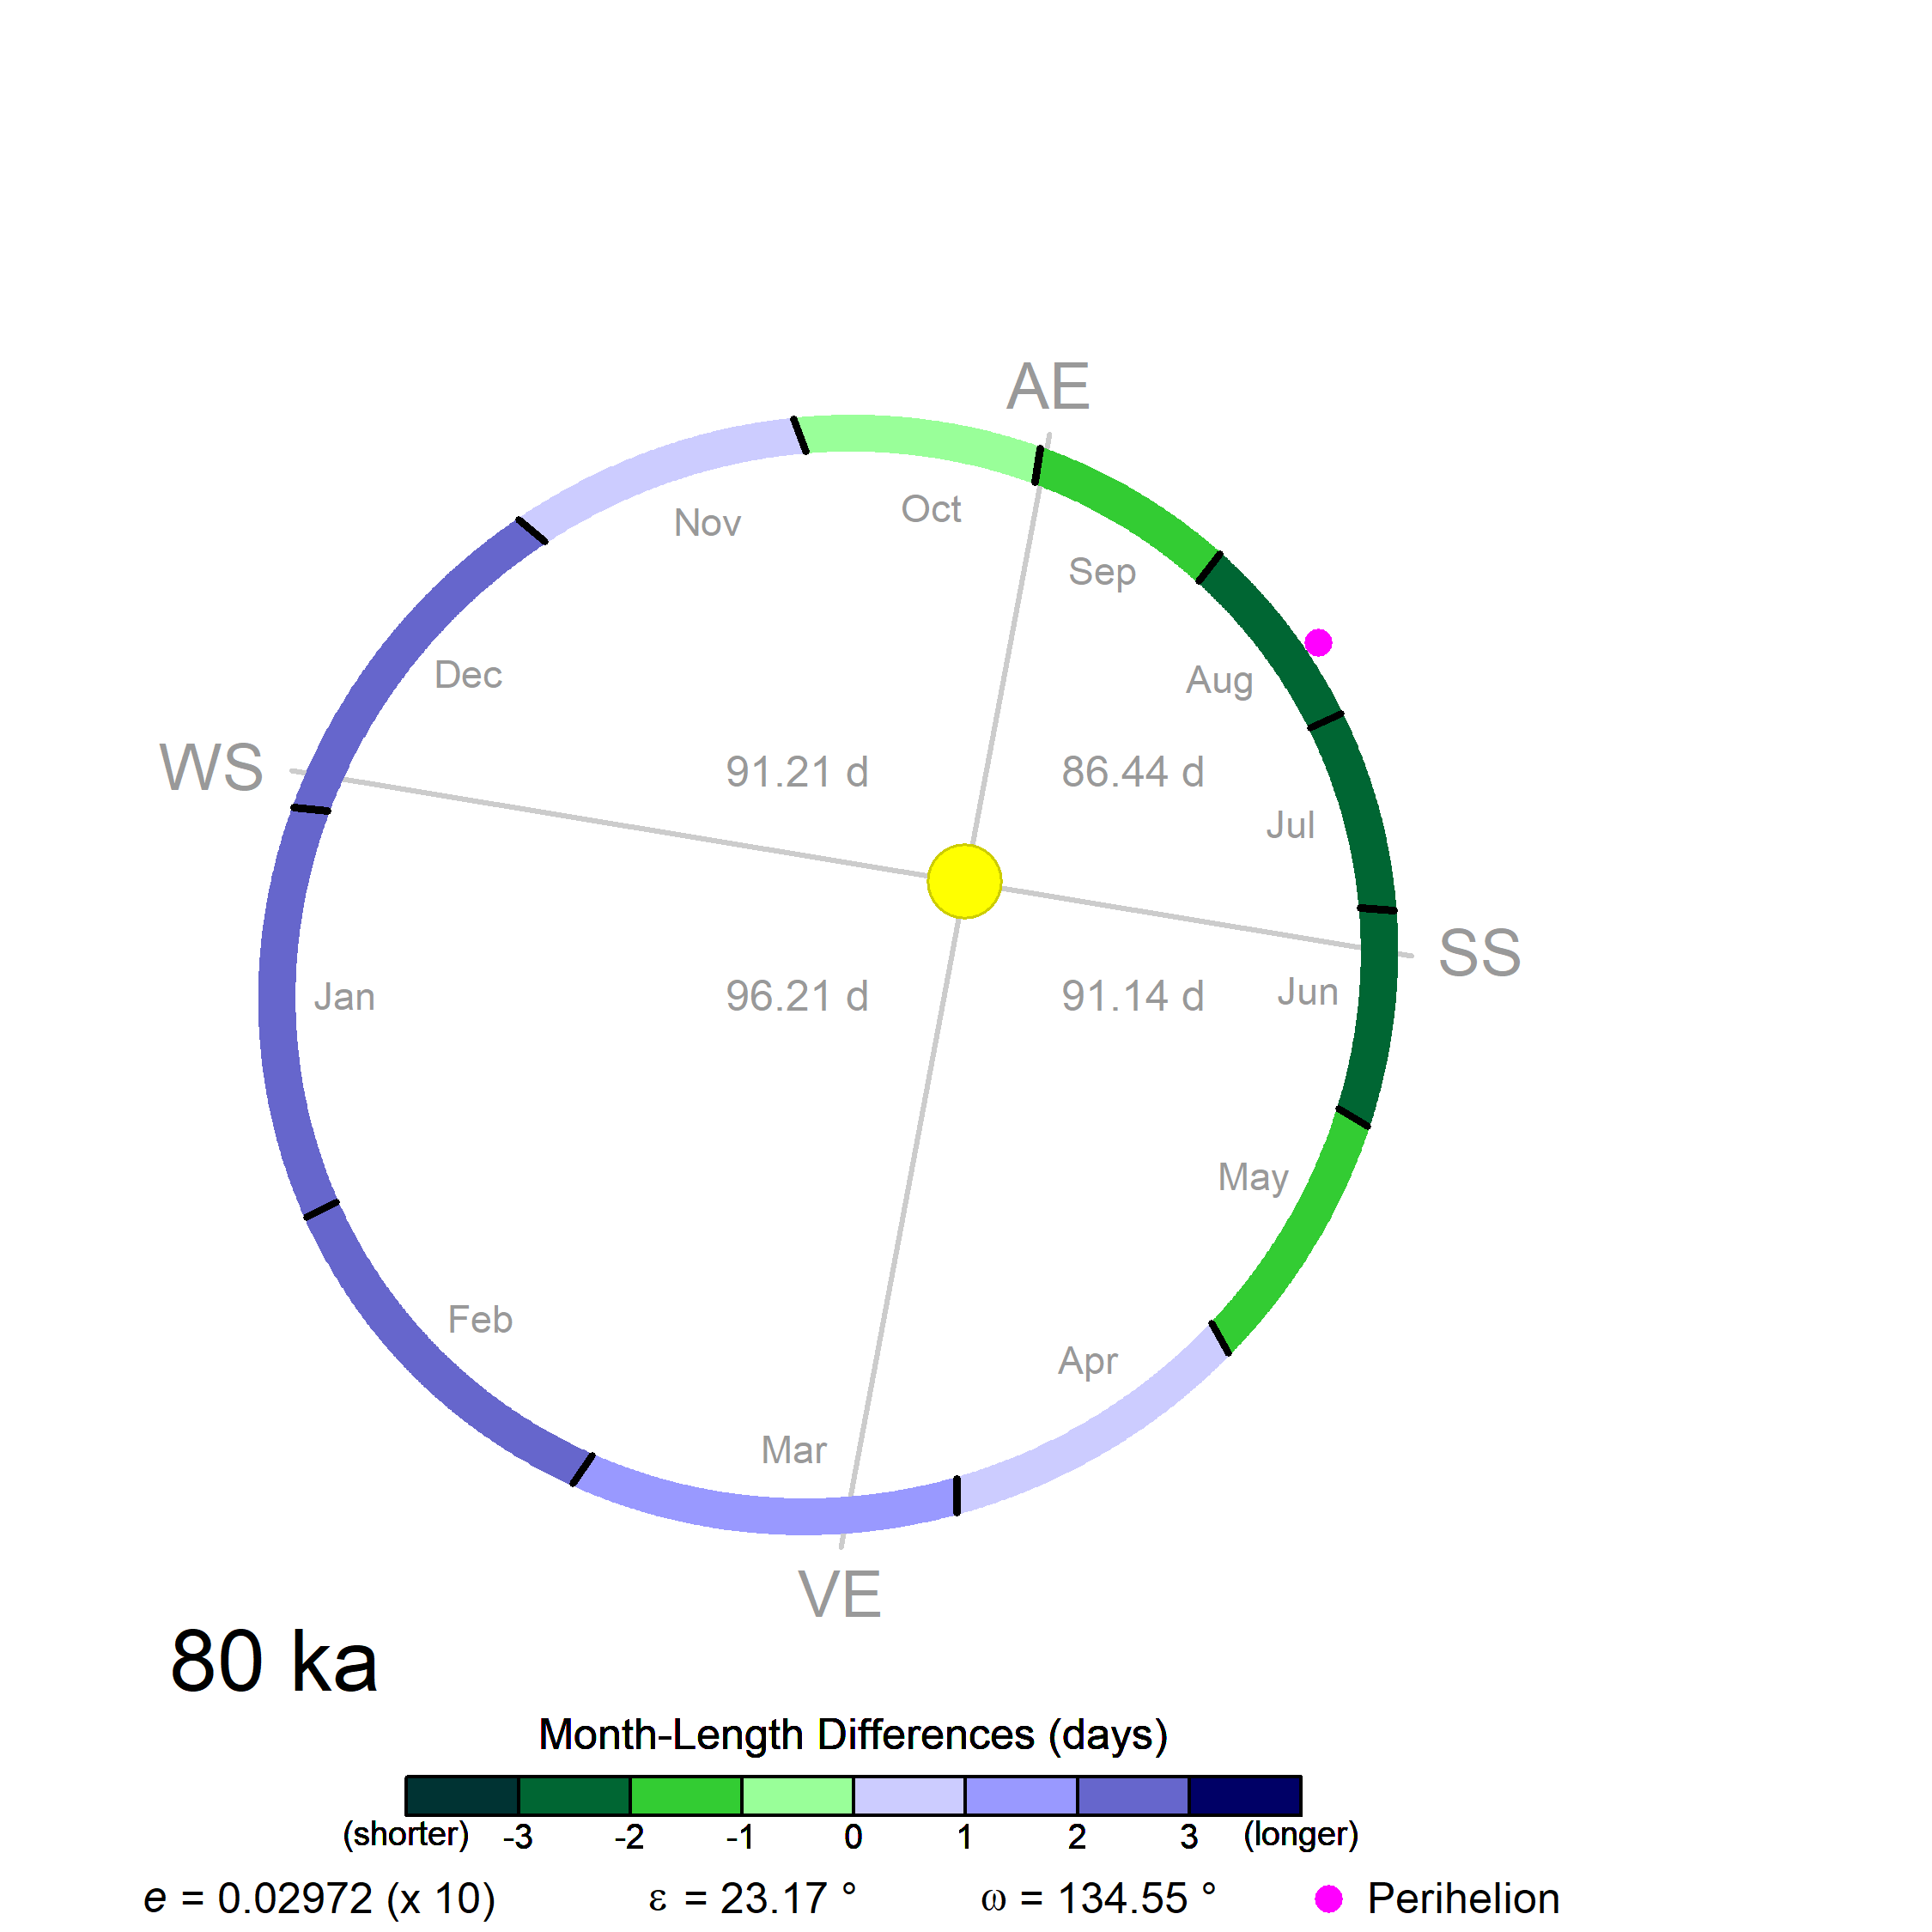 AE
Oct
Nov
Sep
Dec
Aug
WS
91.21 d
86.44 d
Jul
SS
Jan
96.21 d
91.14 d
Jun
May
Feb
Apr
Mar
VE
80 ka
Month-Length Differences (days)
(shorter) -3 -2 -1 0 1 2 3 (longer)
e = 0.02972 (x 10) ε = 23.17 ° ω = 134.55 ° Perihelion